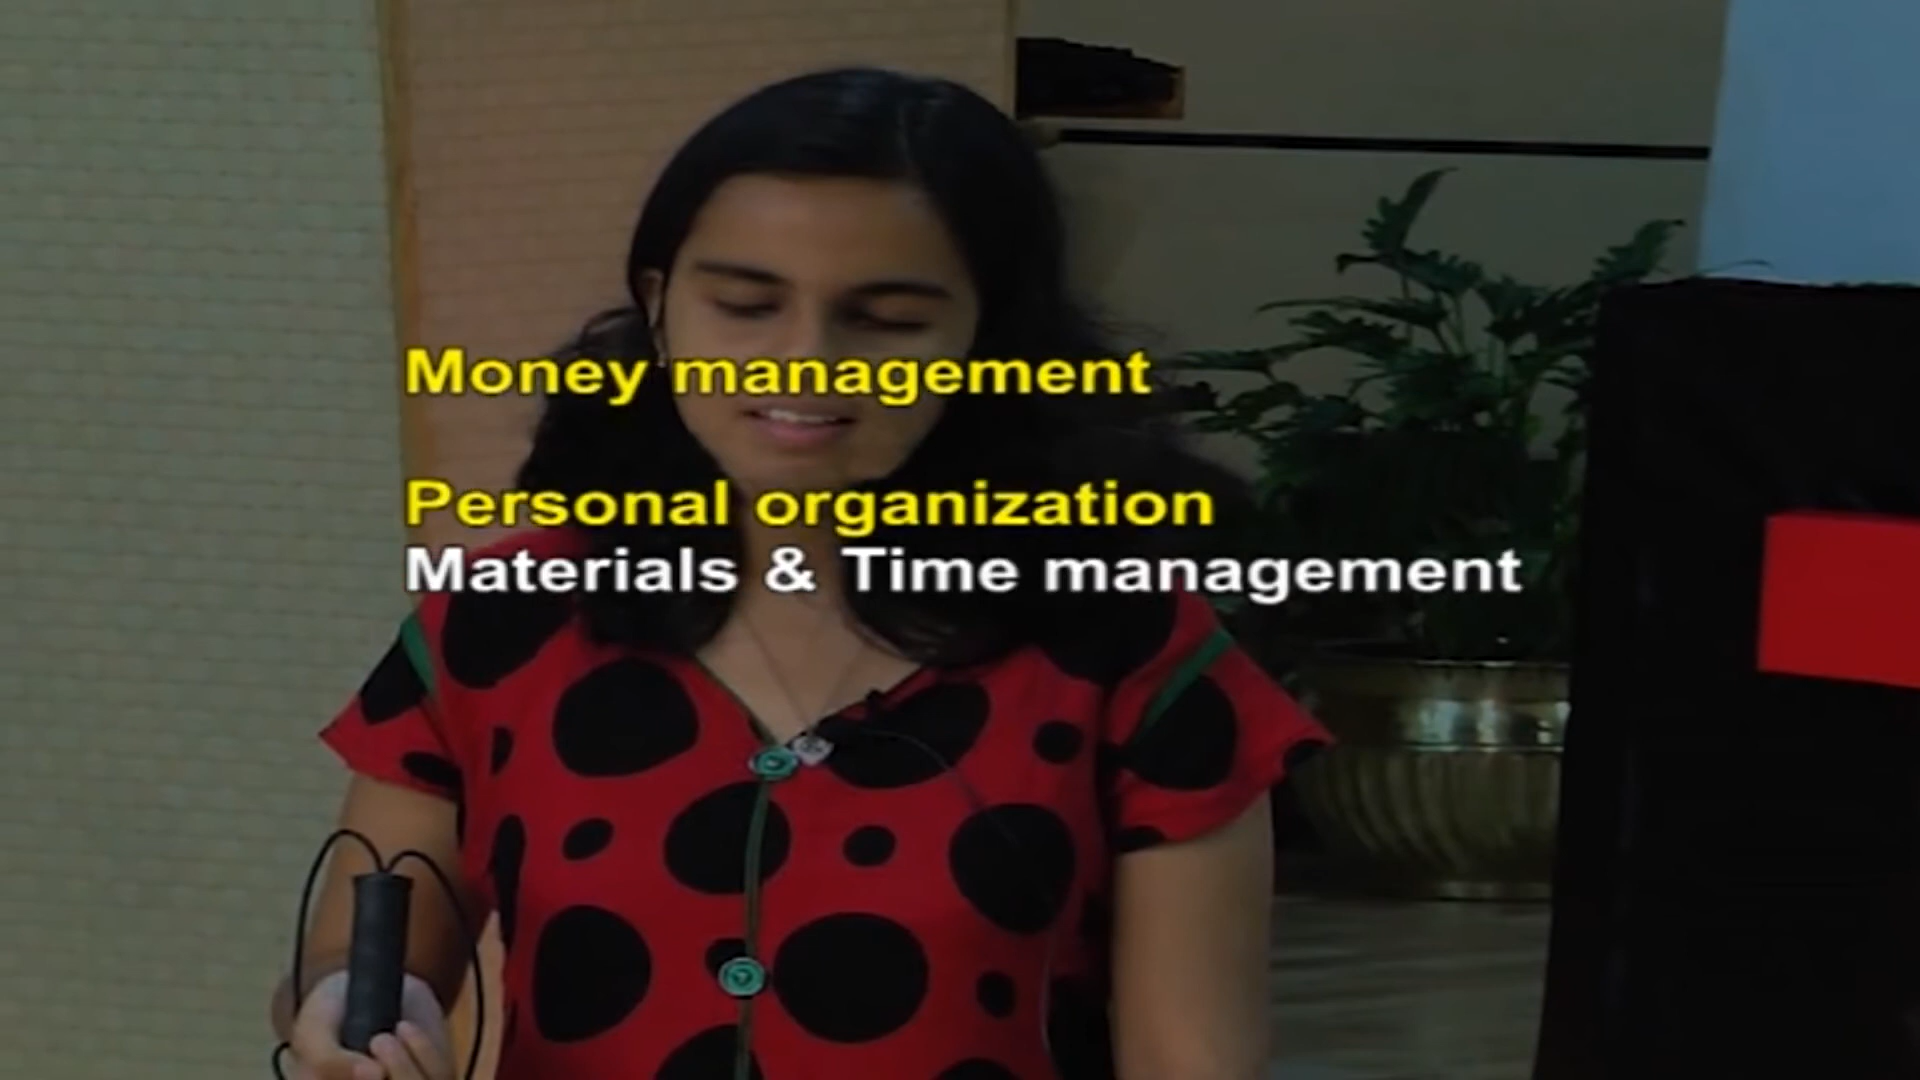 Money management
Personal organization
Materials & Time management